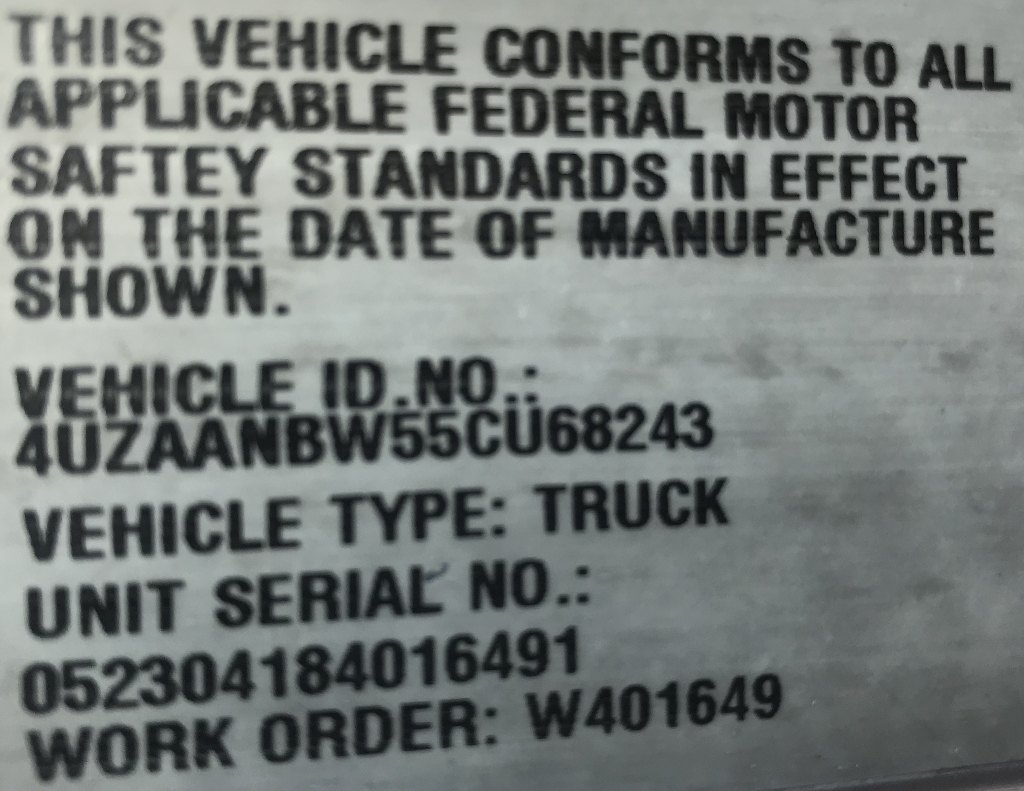 THIS VEHICLE CONFORMS TO ALL
APPLICABLE FEDERAL MOTOR
SAFTEY STANDARDS IN EFFECT
ON THE DATE OF MANUFACTURE
SHOWN.
VEHICLE ID.NO.:
4UZAANBW55CU68243
VEHICLE TYPE: TRUCK
UNIT SERIAL NO.:
052304184016491
WORK ORDER: W401649